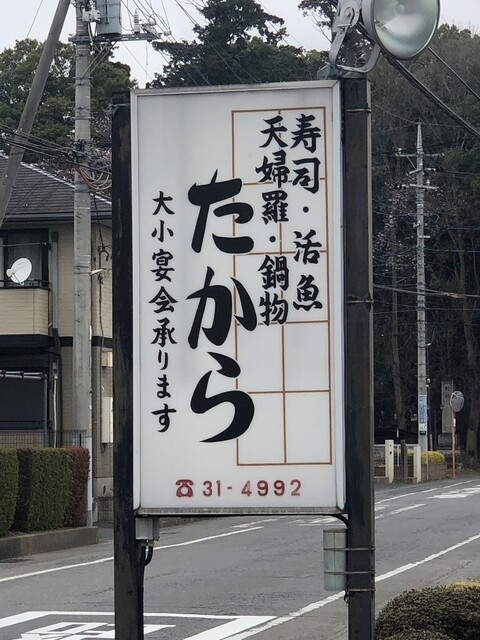 寿司・活魚
天婦羅・鍋物
たから
大小宴会承ります
☎31-4992